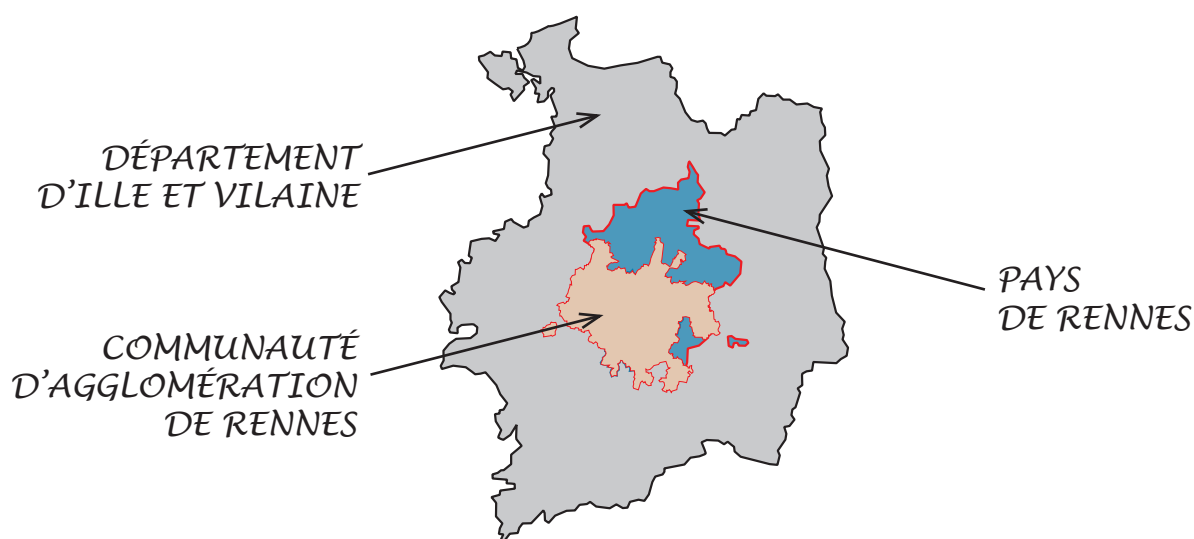 DÉPARTEMENT
D'ILLE ET VILAINE
PAYS
DE RENNES
COMMUNAUTÉ
D'AGGLOMÉRATION
DE RENNES